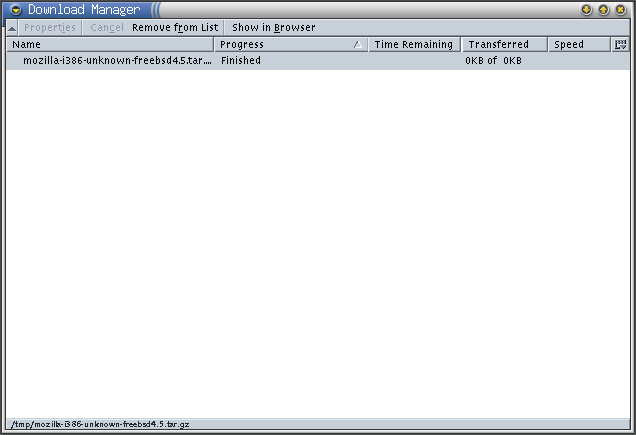 Download Manager
Properties Cancel Remove from List Show in Browser
Name Progress Time Remaining Transferred Speed
mozilla-i386-unknown-freebsd4.5.tar.... Finished 0KB of 0KB
/tmp/mozilla-i386-unknown-freebsd4.5.tar.gz